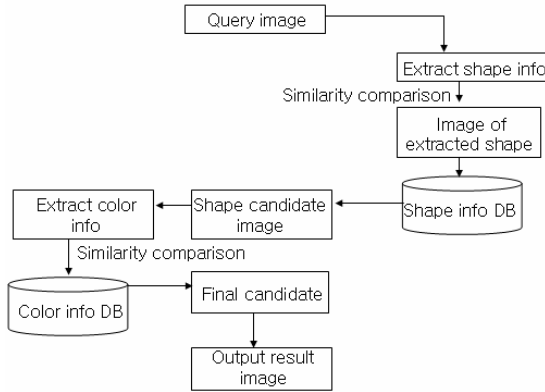 Query image
Extract shape info
Similarity comparison
Image of
extracted shape
Shape info DB
Shape candidate
image
Extract color
info
Similarity comparison
Color info DB
Final candidate
Output result
image